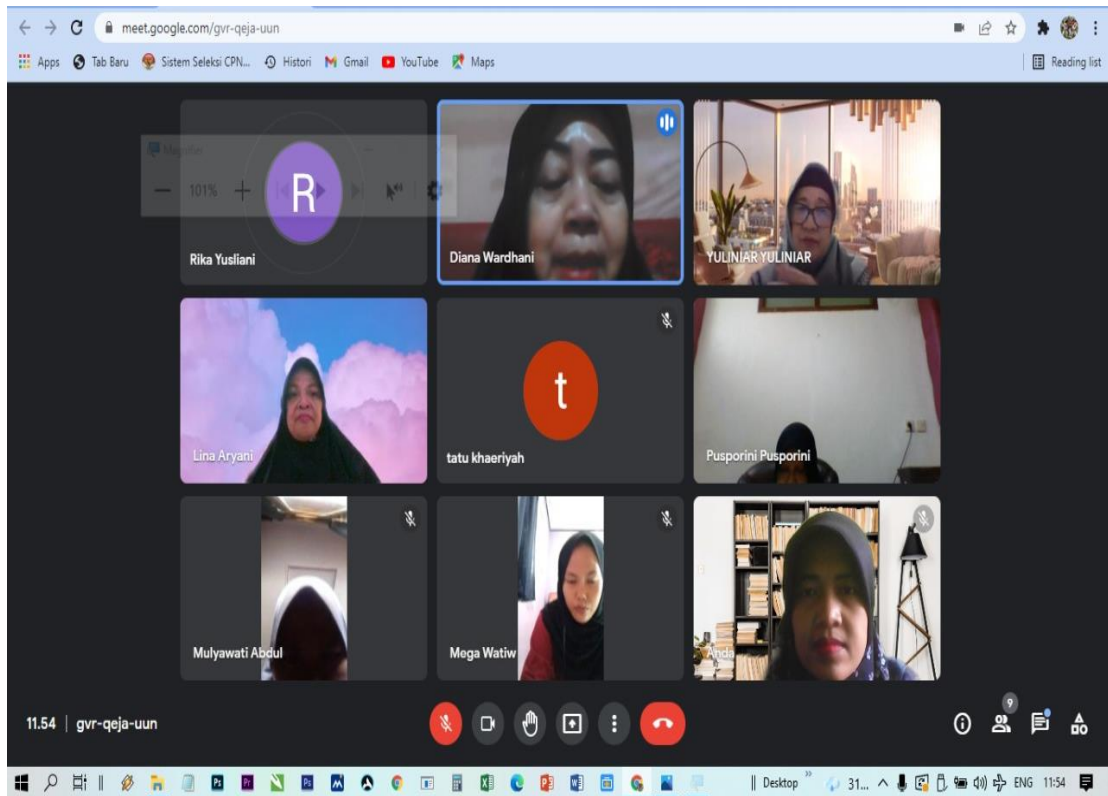 meet.google.com/gvr-qeja-uun
Apps Tab Baru Sistem Seleksi CPN... Histori Gmail YouTube Maps Reading list
Magnifier
101%
R
Rika Yusliani
Diana Wardhani
YULINIAR YULINIAR
Lina Aryani
t
tatu khaeriyah
Pusporini Pusporini
Mulyawati Abdul
Mega Watiw
Anda
11.54 | gvr-qeja-uun
9
Desktop 31... ENG 11:54